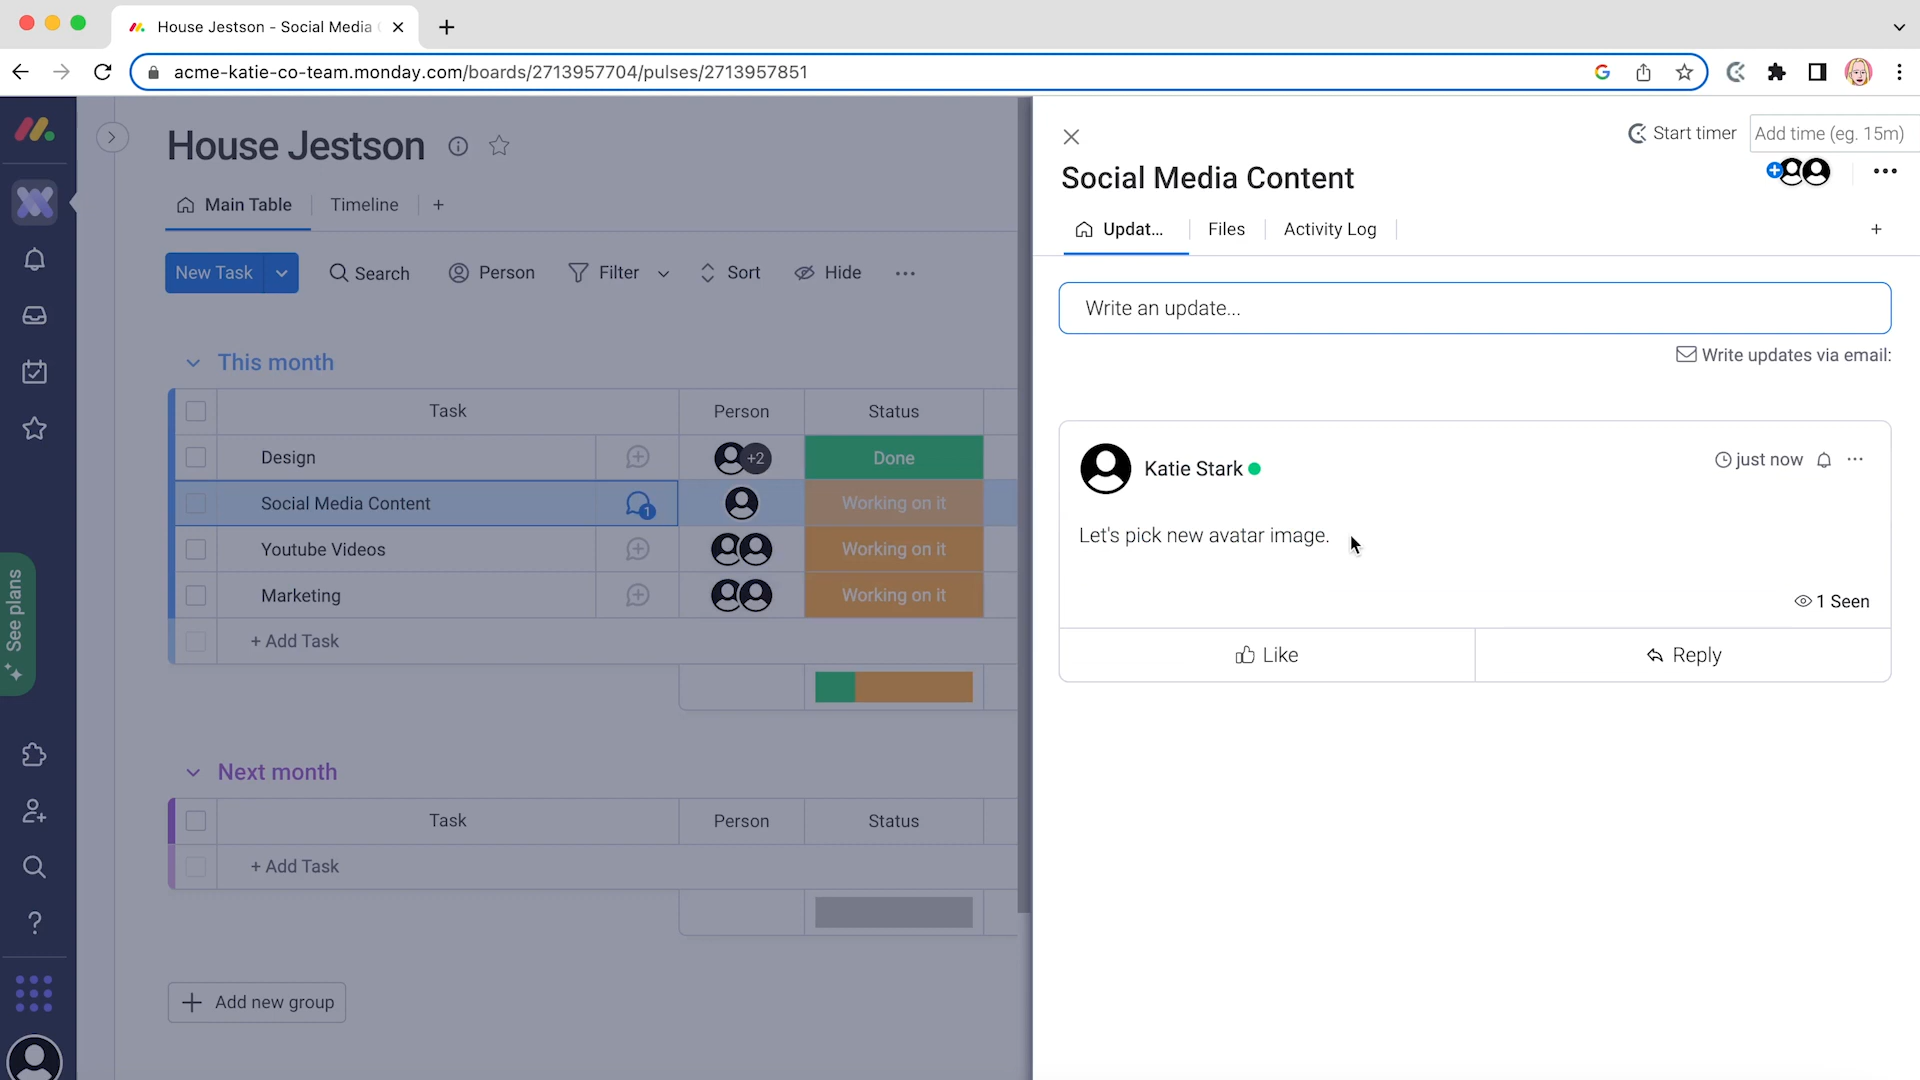 House Jestson - Social Media
acme-katie-co-team.monday.com/boards/2713957704/pulses/2713957851
House Jestson
Main Table
Timeline
New Task
Search
Person
Filter
Sort
Hide
This month
Task Person Status
Design +2 Done
Social Media Content 1 Working on it
Youtube Videos Working on it
Marketing Working on it
+ Add Task
Next month
Task Person Status
+ Add Task
+ Add new group
See plans
Start timer
Add time (eg. 15m)
Social Media Content
Updat...
Files
Activity Log
Write an update...
Write updates via email:
Katie Stark
just now
Let's pick new avatar image.
1 Seen
Like
Reply